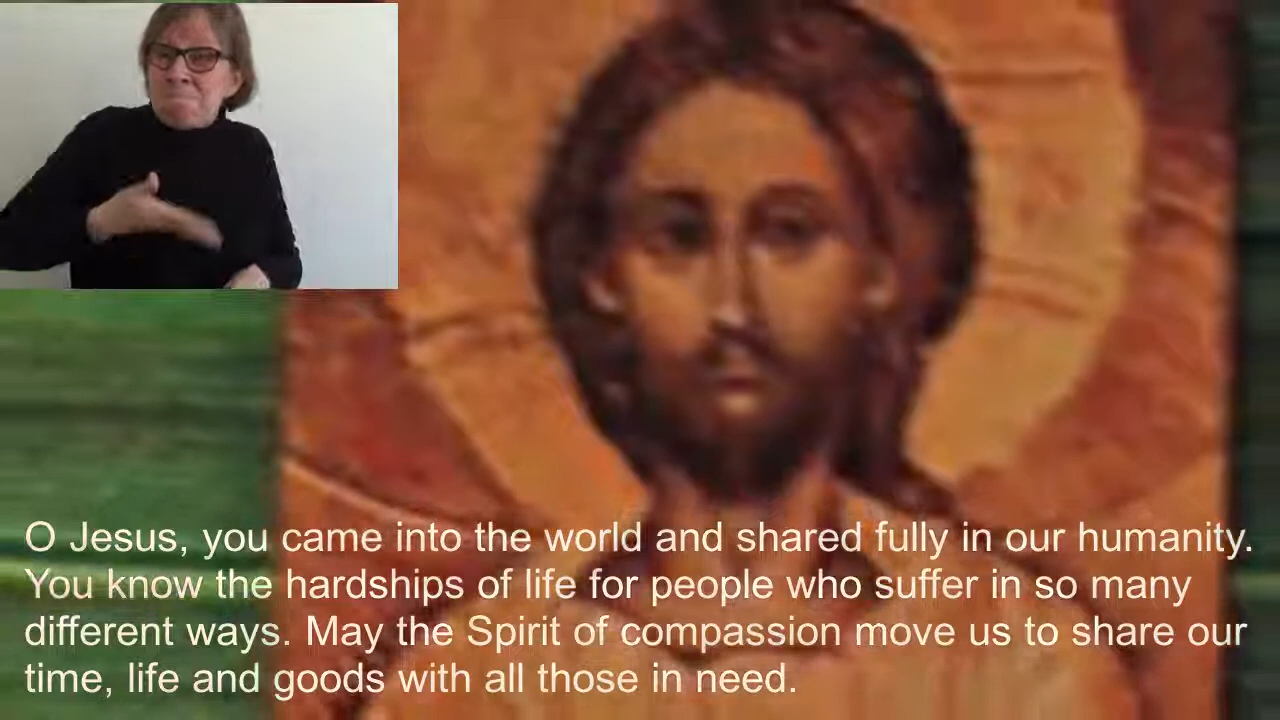 O Jesus, you came into the world and shared fully in our humanity.
You know the hardships of life for people who suffer in so many
different ways. May the Spirit of compassion move us to share our
time, life and goods with all those in need.